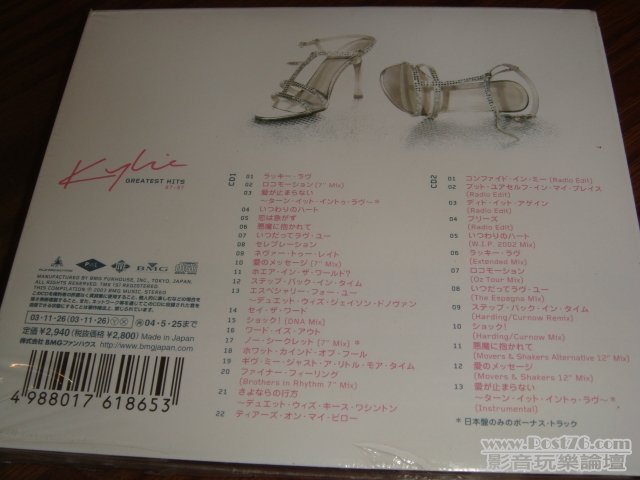 Kylie
GREATEST HITS
87-97
CD1
01 ラッキー・ラヴ
02 ロコモーション (7" Mix)
03 愛が止まらない
〜ターン・イット・イントゥ・ラヴ〜*
04 いつわりのハート
05 恋は急がず
06 悪魔に抱かれて
07 いつだってラヴ・ユー
08 セレブレーション
09 ネヴァー・トゥー・レイト
10 愛のメッセージ (7" Mix)
11 ホエア・イン・ザ・ワールド?
12 ステップ・バック・イン・タイム
13 エスペシャリー・フォー・ユー
〜デュエット・ウィズ・ジェイソン・ドノヴァン
14 セイ・ザ・ワード
15 ショック! (DNA Mix)
16 ワード・イズ・アウト
17 ノー・シークレット (7" Mix) *
18 ホワット・カインド・オブ・フール
19 ギヴ・ミー・ジャスト・ア・リトル・モア・タイム
20 ファイナー・フィーリング
(Brothers in Rhythm 7" Mix)
21 さよならの行方
〜デュエット・ウィズ・キース・ワシントン
22 ティアーズ・オン・マイ・ピロー
CD2
01 コンファイド・イン・ミー (Radio Edit)
02 プット・ユアセルフ・イン・マイ・プレイス
(Radio Edit)
03 ディド・イット・アゲイン
(Radio Edit)
04 ブリーズ
(Radio Edit)
05 いつわりのハート
(W.I.P. 2002 Mix)
06 ラッキー・ラヴ
(Extended Mix)
07 ロコモーション
(Oz Tour Mix)
08 いつだってラヴ・ユー
(The Espagna Mix)
09 ステップ・バック・イン・タイム
(Harding/Curnow Remix)
10 ショック!
(Harding/Curnow Mix)
11 悪魔に抱かれて
(Movers & Shakers Alternative 12" Mix)
12 愛のメッセージ
(Movers & Shakers 12" Mix)
13 愛が止まらない
〜ターン・イット・イントゥ・ラヴ〜*
(Instrumental)
* 日本盤のみのボーナス・トラック
BMG
MANUFACTURED BY BMG FUNHOUSE, INC., TOKYO, JAPAN.
ALL RIGHTS RESERVED. TMK (S) REGISTERED.
03・11・26 (03・11・26)
04・5・25まで
定価 ¥2,940 (税抜価格 ¥2,800) Made in Japan
株式会社 BMGファンハウス http://www.bmgjapan.com
4 988017 618653
www.Post76.com
影音玩樂論壇